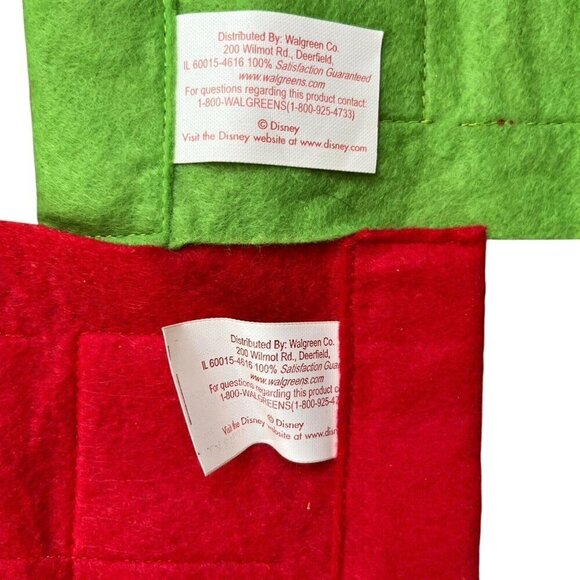 Distributed By: Walgreen Co.
200 Wilmot Rd., Deerfield,
IL 60015-4616 100% Satisfaction Guaranteed
www.walgreens.com
For questions regarding this product contact:
1-800-WALGREENS(1-800-925-4733)
© Disney
Visit the Disney website at www.disney.com
Distributed By: Walgreen Co.
200 Wilmot Rd., Deerfield,
IL 60015-4616 100% Satisfaction Guar
www.walgreens.com
For questions regarding this product c
1-800-WALGREENS(1-800-925-47
© Disney
Visit the Disney website at www.disn